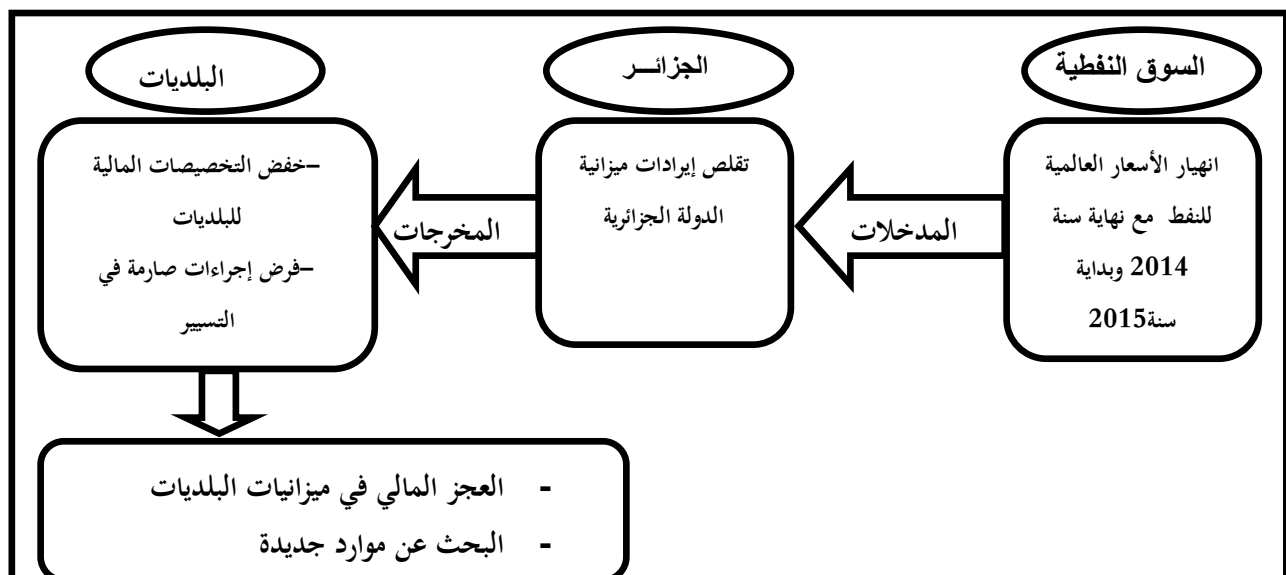 السوق النفطية
انهيار الأسعار العالمية
للنفط مع نهاية سنة
2014 وبداية
سنة2015
المدخلات
الجزائـــر
تقلص إيرادات ميزانية
الدولة الجزائرية
المخرجات
البلديات
–خفض التخصيصات المالية
للبلديات
–فرض إجراءات صارمة في
التسيير
- العجز المالي في ميزانيات البلديات
- البحث عن موارد جديدة